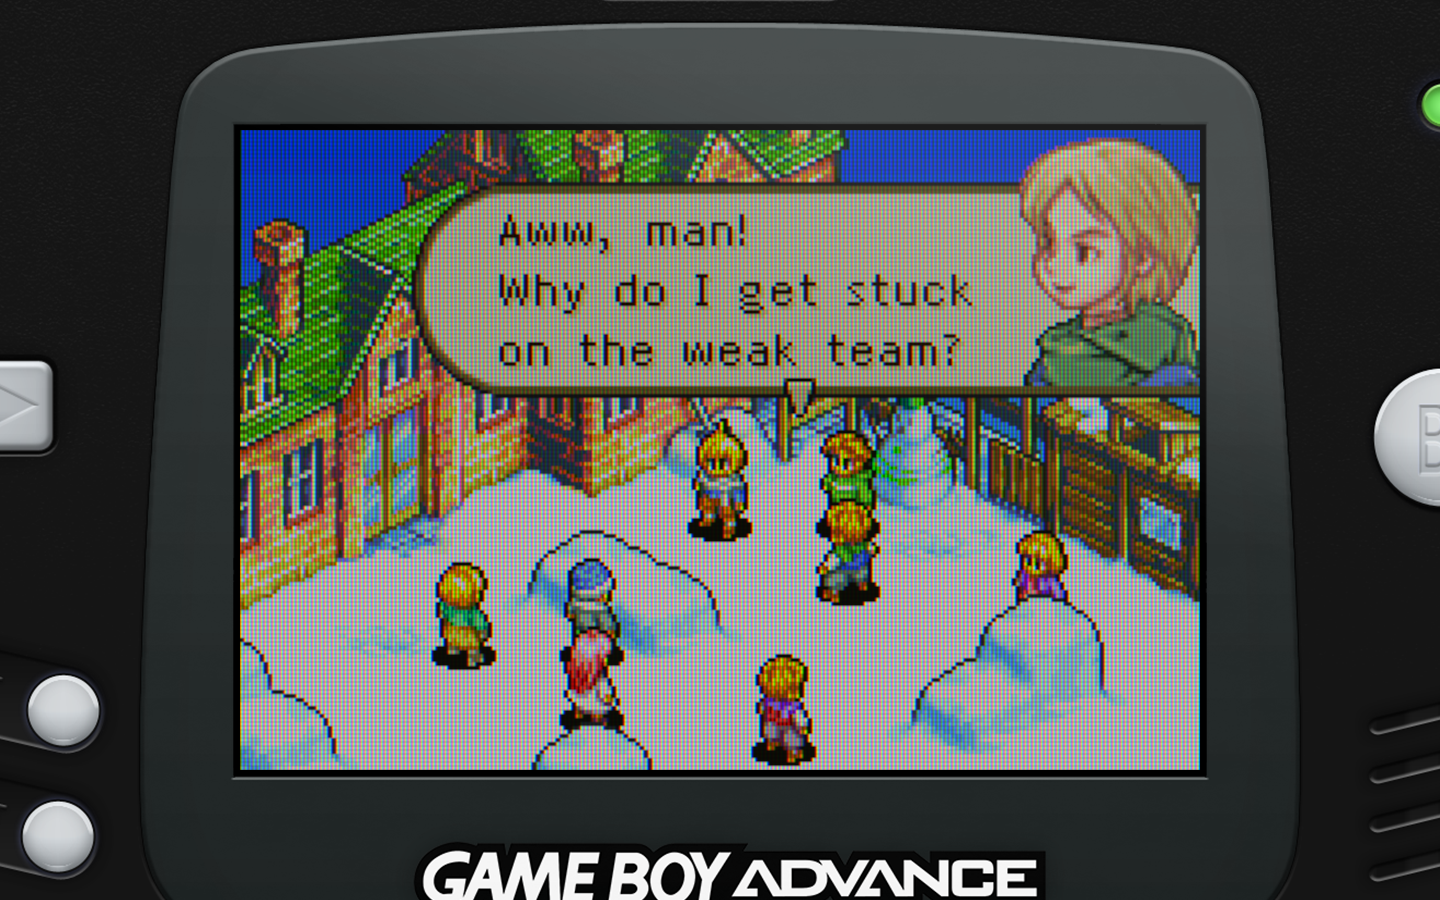 Aww, man!
Why do I get stuck
on the weak team?
B
GAME BOY ADVANCE